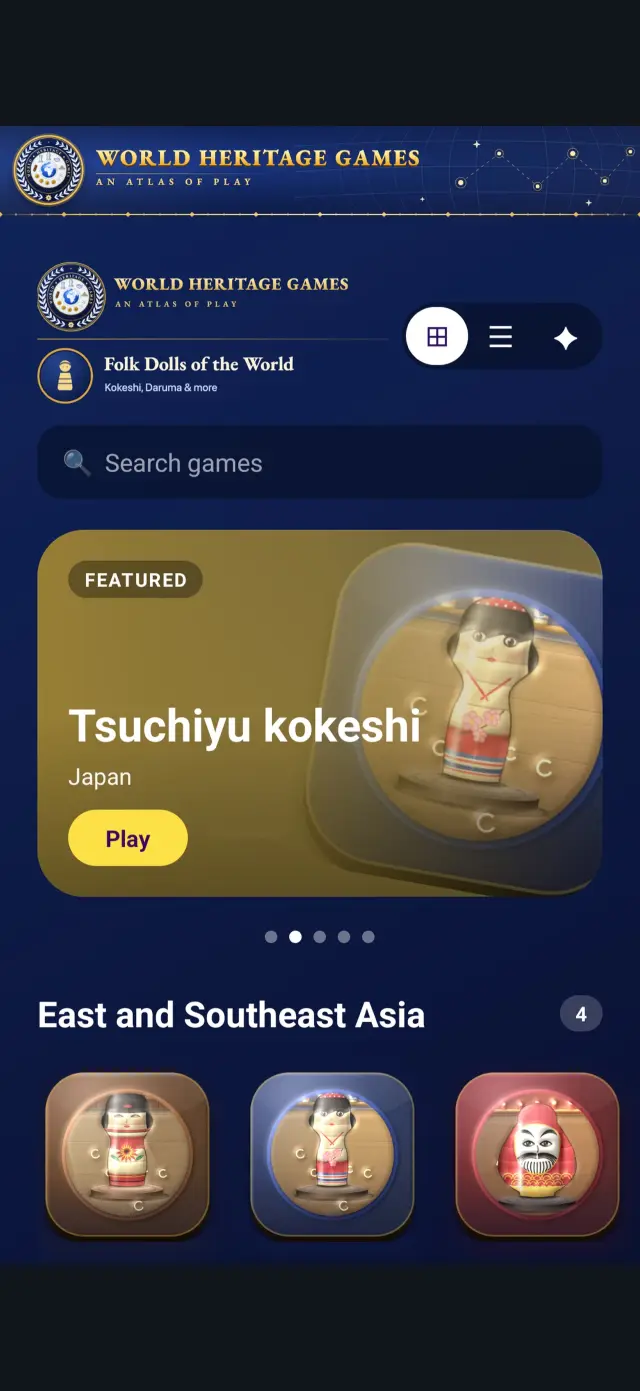 WORLD HERITAGE GAMES
AN ATLAS OF PLAY
WORLD HERITAGE GAMES
AN ATLAS OF PLAY
Folk Dolls of the World
Kokeshi, Daruma & more
Search games
FEATURED
Tsuchiyu kokeshi
Japan
Play
East and Southeast Asia
4